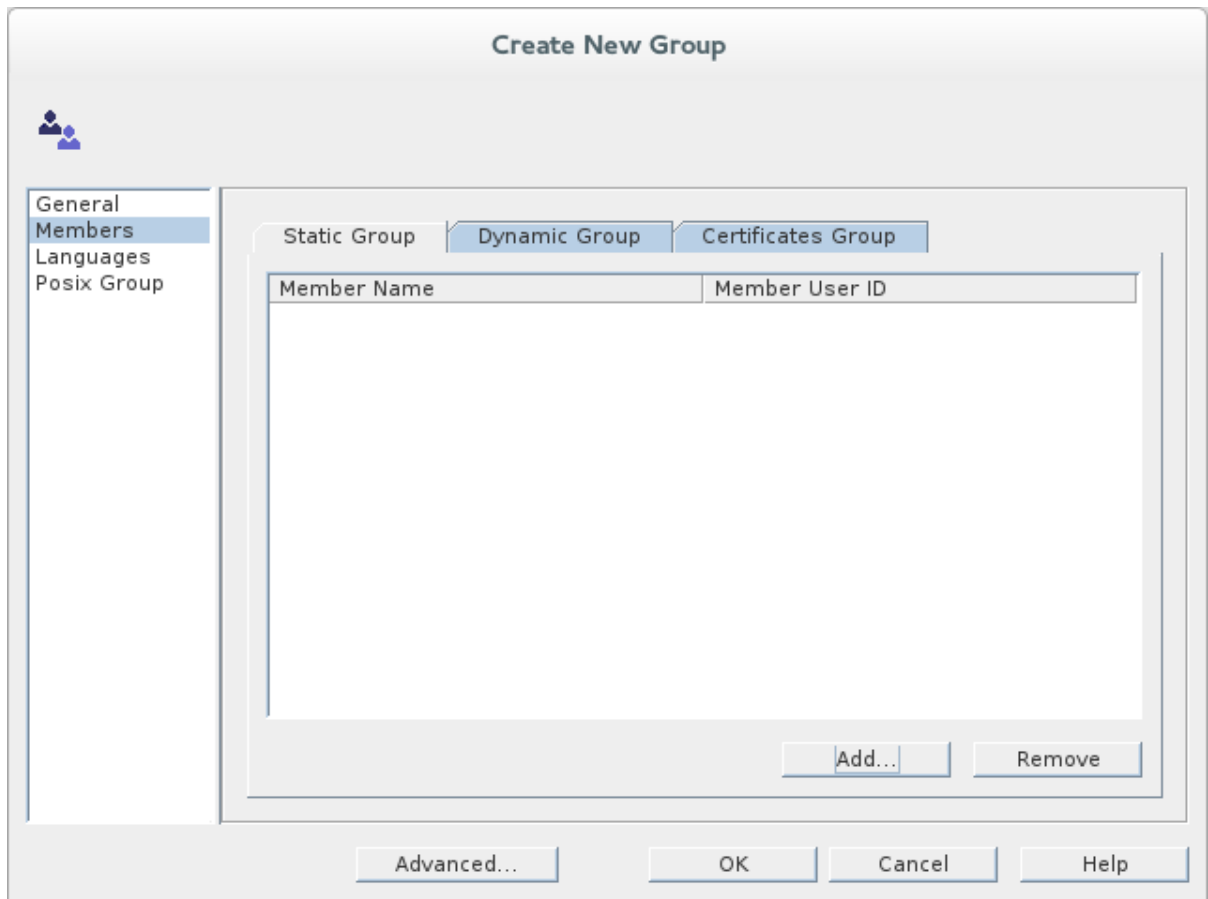 Create New Group
General
Members
Languages
Posix Group
Static Group
Dynamic Group
Certificates Group
Member Name
Member User ID
Add...
Remove
Advanced...
OK
Cancel
Help